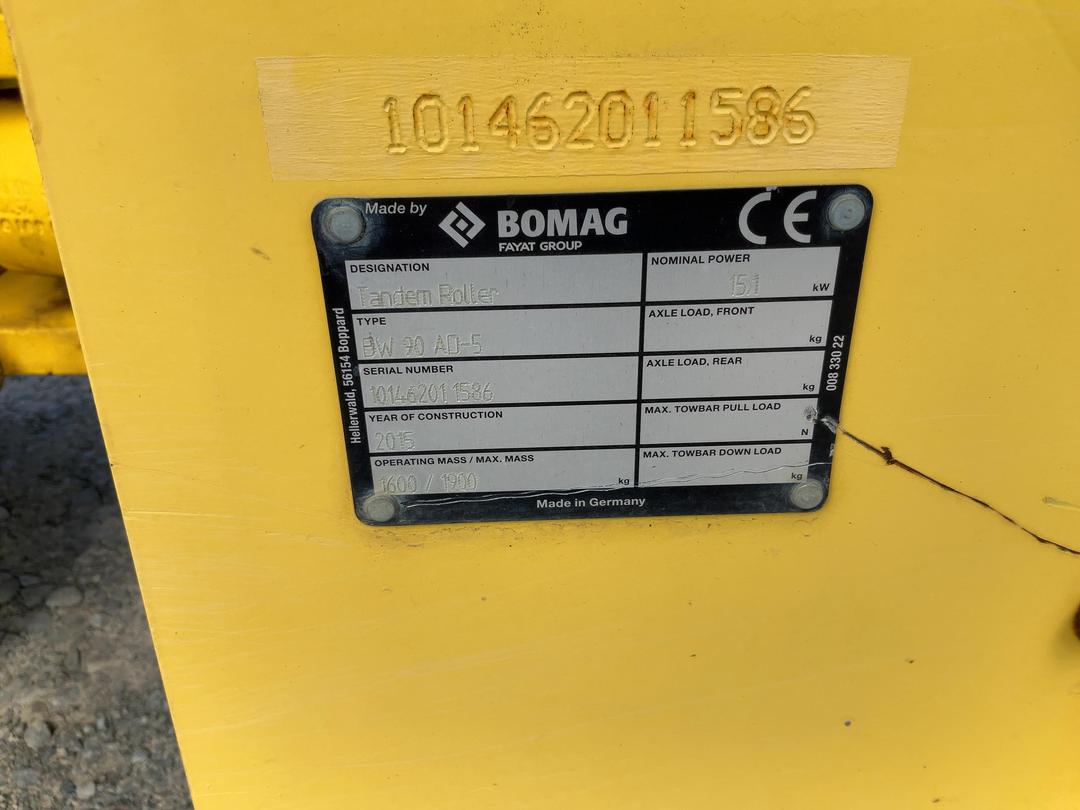 101462011586
Made by BOMAG CE
FAYAT GROUP
DESIGNATION
Tandem Roller
NOMINAL POWER
15.1 kW
TYPE
BW 90 AD-5
AXLE LOAD, FRONT
kg
SERIAL NUMBER
101462011586
AXLE LOAD, REAR
kg
YEAR OF CONSTRUCTION
2015
MAX. TOWBAR PULL LOAD
N
OPERATING MASS / MAX. MASS
1600 / 1900 kg
MAX. TOWBAR DOWN LOAD
kg
Made in Germany
Hellerwald, 56154 Boppard
008 330 22